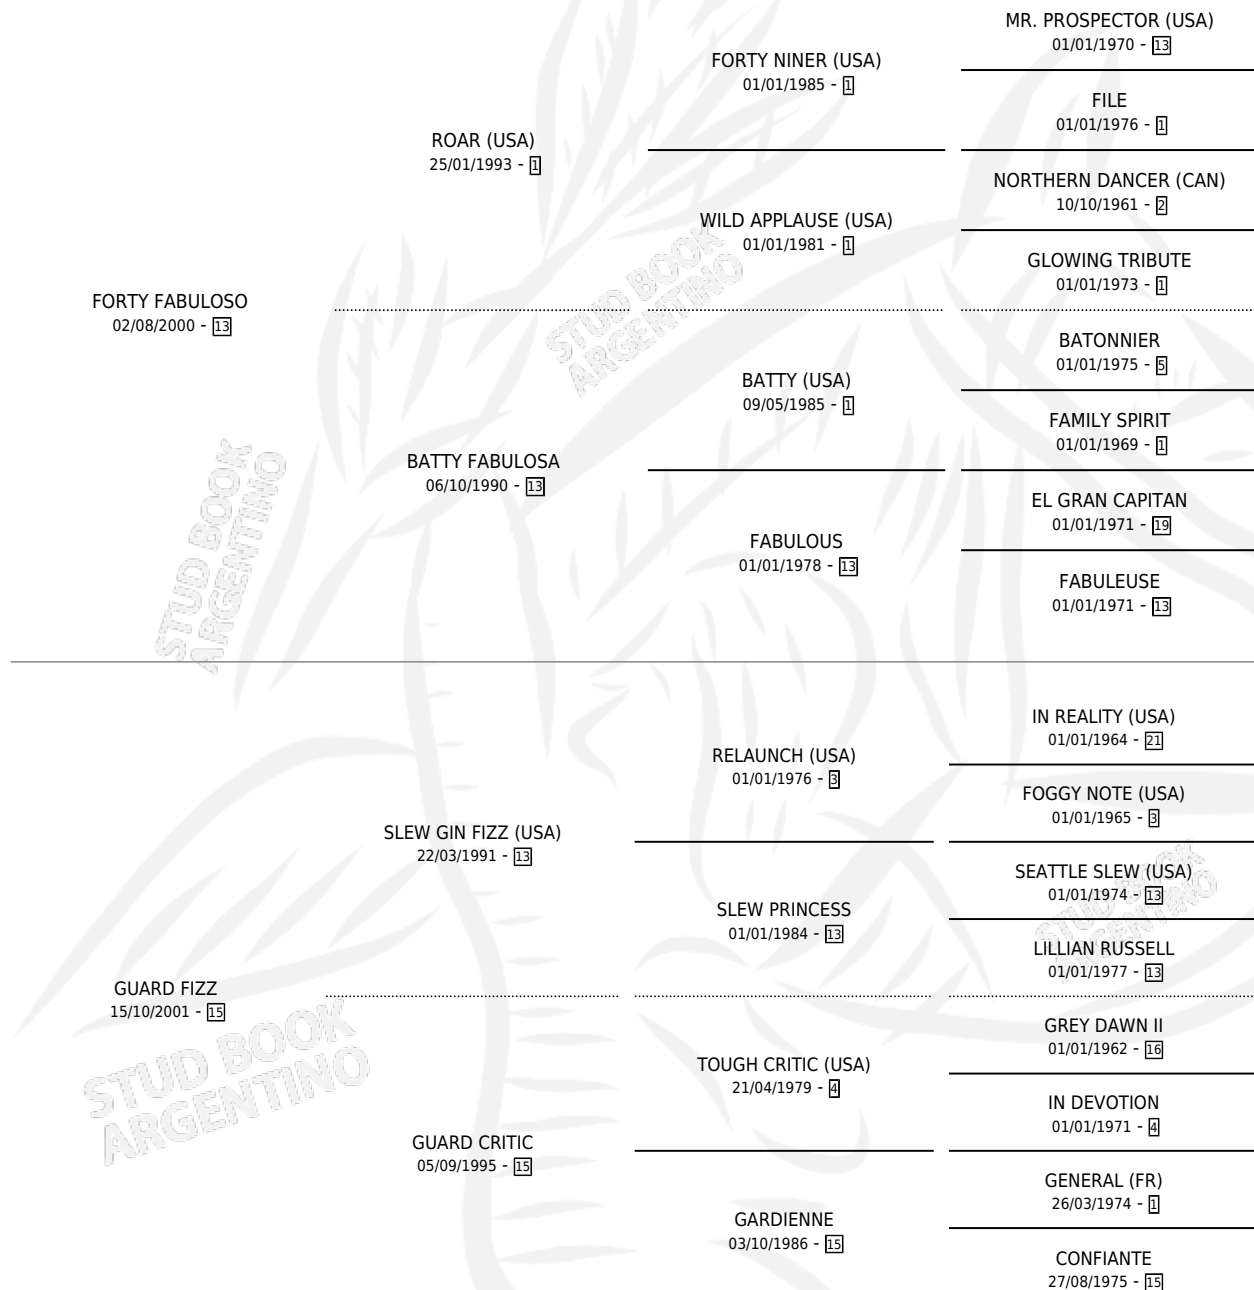 MR. PROSPECTOR (USA)
01/01/1970 - 13
FORTY NINER (USA)
01/01/1985 - 1
FILE
01/01/1976 - 1
ROAR (USA)
25/01/1993 - 1
NORTHERN DANCER (CAN)
10/10/1961 - 2
WILD APPLAUSE (USA)
01/01/1981 - 1
GLOWING TRIBUTE
01/01/1973 - 1
FORTY FABULOSO
02/08/2000 - 13
STUD BOOK
ARGENTINO
BATONNIER
01/01/1975 - 5
BATTY (USA)
09/05/1985 - 1
FAMILY SPIRIT
01/01/1969 - 1
BATTY FABULOSA
06/10/1990 - 13
EL GRAN CAPITAN
01/01/1971 - 19
FABULOUS
01/01/1978 - 13
FABULEUSE
01/01/1971 - 13
STUD BOOK
ARGENTINO
IN REALITY (USA)
01/01/1964 - 21
RELAUNCH (USA)
01/01/1976 - 3
FOGGY NOTE (USA)
01/01/1965 - 3
SLEW GIN FIZZ (USA)
22/03/1991 - 13
SEATTLE SLEW (USA)
01/01/1974 - 13
STUD BOOK
ARGENTINO
SLEW PRINCESS
01/01/1984 - 13
LILLIAN RUSSELL
01/01/1977 - 13
GUARD FIZZ
15/10/2001 - 15
STUD BOOK
ARGENTINO
GREY DAWN II
01/01/1962 - 16
TOUGH CRITIC (USA)
21/04/1979 - 4
IN DEVOTION
01/01/1971 - 4
GUARD CRITIC
05/09/1995 - 15
GENERAL (FR)
26/03/1974 - 1
GARDIENNE
03/10/1986 - 15
CONFIANTE
27/08/1975 - 15